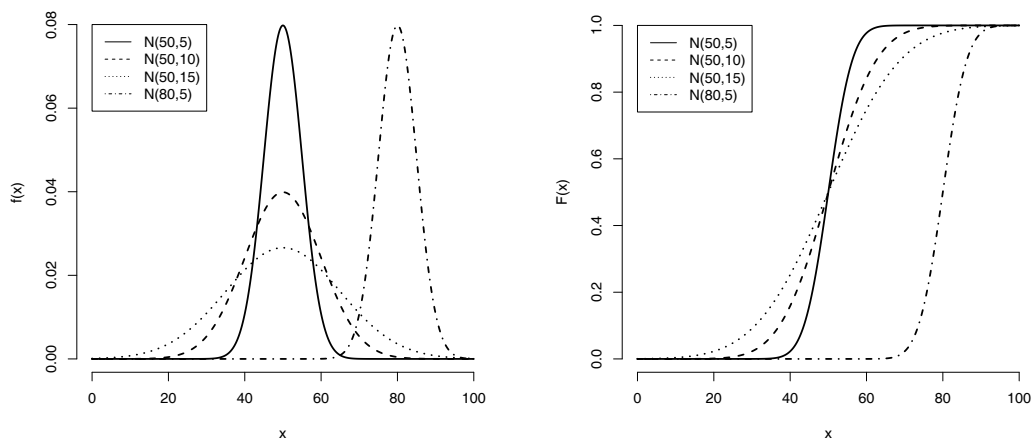 N(50,5)
N(50,10)
N(50,15)
N(80,5)
f(x)
0.08
0.06
0.04
0.02
0.00
0 20 40 60 80 100
x
N(50,5)
N(50,10)
N(50,15)
N(80,5)
F(x)
1.0
0.8
0.6
0.4
0.2
0.0
0 20 40 60 80 100
x